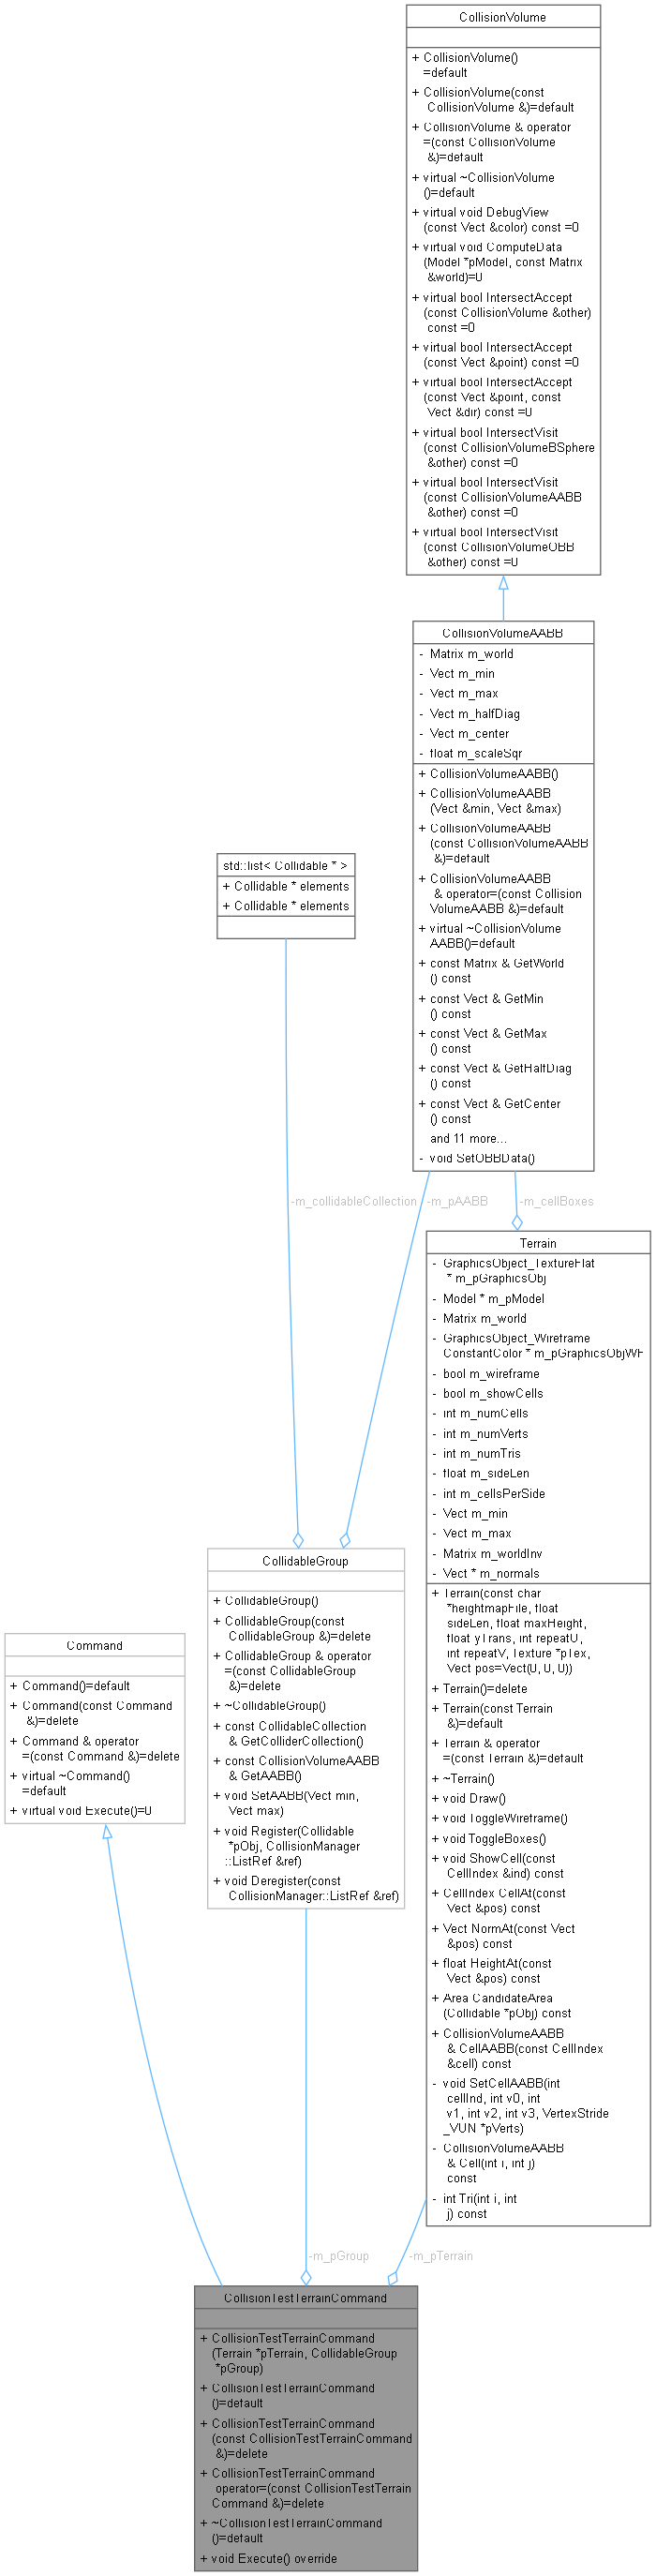 CollisionVolume
+ CollisionVolume()
=default
+ CollisionVolume(const
CollisionVolume &)=default
+ CollisionVolume & operator
=(const CollisionVolume
&)=default
+ virtual ~CollisionVolume
()=default
+ virtual void DebugView
(const Vect &color) const =0
+ virtual void ComputeData
(Model *pModel, const Matrix
&world)=0
+ virtual bool IntersectAccept
(const CollisionVolume &other)
const =0
+ virtual bool IntersectAccept
(const Vect &point) const =0
+ virtual bool IntersectAccept
(const Vect &point, const
Vect &dir) const =0
+ virtual bool IntersectVisit
(const CollisionVolumeBSphere
&other) const =0
+ virtual bool IntersectVisit
(const CollisionVolumeAABB
&other) const =0
+ virtual bool IntersectVisit
(const CollisionVolumeOBB
&other) const =0
CollisionVolumeAABB
- Matrix m_world
- Vect m_min
- Vect m_max
- Vect m_halfDiag
- Vect m_center
- float m_scaleSqr
+ CollisionVolumeAABB()
+ CollisionVolumeAABB
(Vect &min, Vect &max)
+ CollisionVolumeAABB
(const CollisionVolumeAABB
&)=default
+ CollisionVolumeAABB
& operator=(const Collision
VolumeAABB &)=default
+ virtual ~CollisionVolume
AABB()=default
+ const Matrix & GetWorld
() const
+ const Vect & GetMin
() const
+ const Vect & GetMax
() const
+ const Vect & GetHalfDiag
() const
+ const Vect & GetCenter
() const
and 11 more...
- void SetOBBData()
std::list< Collidable * >
+ Collidable * elements
+ Collidable * elements
-m_collidableCollection
-m_pAABB
-m_cellBoxes
Terrain
- GraphicsObject_TextureFlat
* m_pGraphicsObj
- Model * m_pModel
- Matrix m_world
- GraphicsObject_Wireframe
ConstantColor * m_pGraphicsObjWF
- bool m_wireframe
- bool m_showCells
- int m_numCells
- int m_numVerts
- int m_numTris
- float m_sideLen
- int m_cellsPerSide
- Vect m_min
- Vect m_max
- Matrix m_worldInv
- Vect * m_normals
+ Terrain(const char
*heightmapFile, float
sideLen, float maxHeight,
float yTrans, int repeatU,
int repeatV, Texture *pTex,
Vect pos=Vect(0, 0, 0))
+ Terrain()=delete
+ Terrain(const Terrain
&)=default
+ Terrain & operator
=(const Terrain &)=default
+ ~Terrain()
+ void Draw()
+ void ToggleWireframe()
+ void ToggleBoxes()
+ void ShowCell(const
CellIndex &ind) const
+ CellIndex CellAt(const
Vect &pos) const
+ Vect NormAt(const Vect
&pos) const
+ float HeightAt(const
Vect &pos) const
+ Area CandidateArea
(Collidable *pObj) const
+ CollisionVolumeAABB
& CellAABB(const CellIndex
&cell) const
- void SetCellAABB(int
cellInd, int v0, int
v1, int v2, int v3, VertexStride
_VUN *pVerts)
- CollisionVolumeAABB
& Cell(int i, int j)
const
- int Tri(int i, int
j) const
CollidableGroup
+ CollidableGroup()
+ CollidableGroup(const
CollidableGroup &)=delete
+ CollidableGroup & operator
=(const CollidableGroup
&)=delete
+ ~CollidableGroup()
+ const CollidableCollection
& GetColliderCollection()
+ const CollisionVolumeAABB
& GetAABB()
+ void SetAABB(Vect min,
Vect max)
+ void Register(Collidable
*pObj, CollisionManager
::ListRef &ref)
+ void Deregister(const
CollisionManager::ListRef &ref)
Command
+ Command()=default
+ Command(const Command
&)=delete
+ Command & operator
=(const Command &)=delete
+ virtual ~Command()
=default
+ virtual void Execute()=0
-m_pGroup
-m_pTerrain
CollisionTestTerrainCommand
+ CollisionTestTerrainCommand
(Terrain *pTerrain, CollidableGroup
*pGroup)
+ CollisionTestTerrainCommand
()=default
+ CollisionTestTerrainCommand
(const CollisionTestTerrainCommand
&)=delete
+ CollisionTestTerrainCommand
operator=(const CollisionTestTerrain
Command &)=delete
+ ~CollisionTestTerrainCommand
()=default
+ void Execute() override